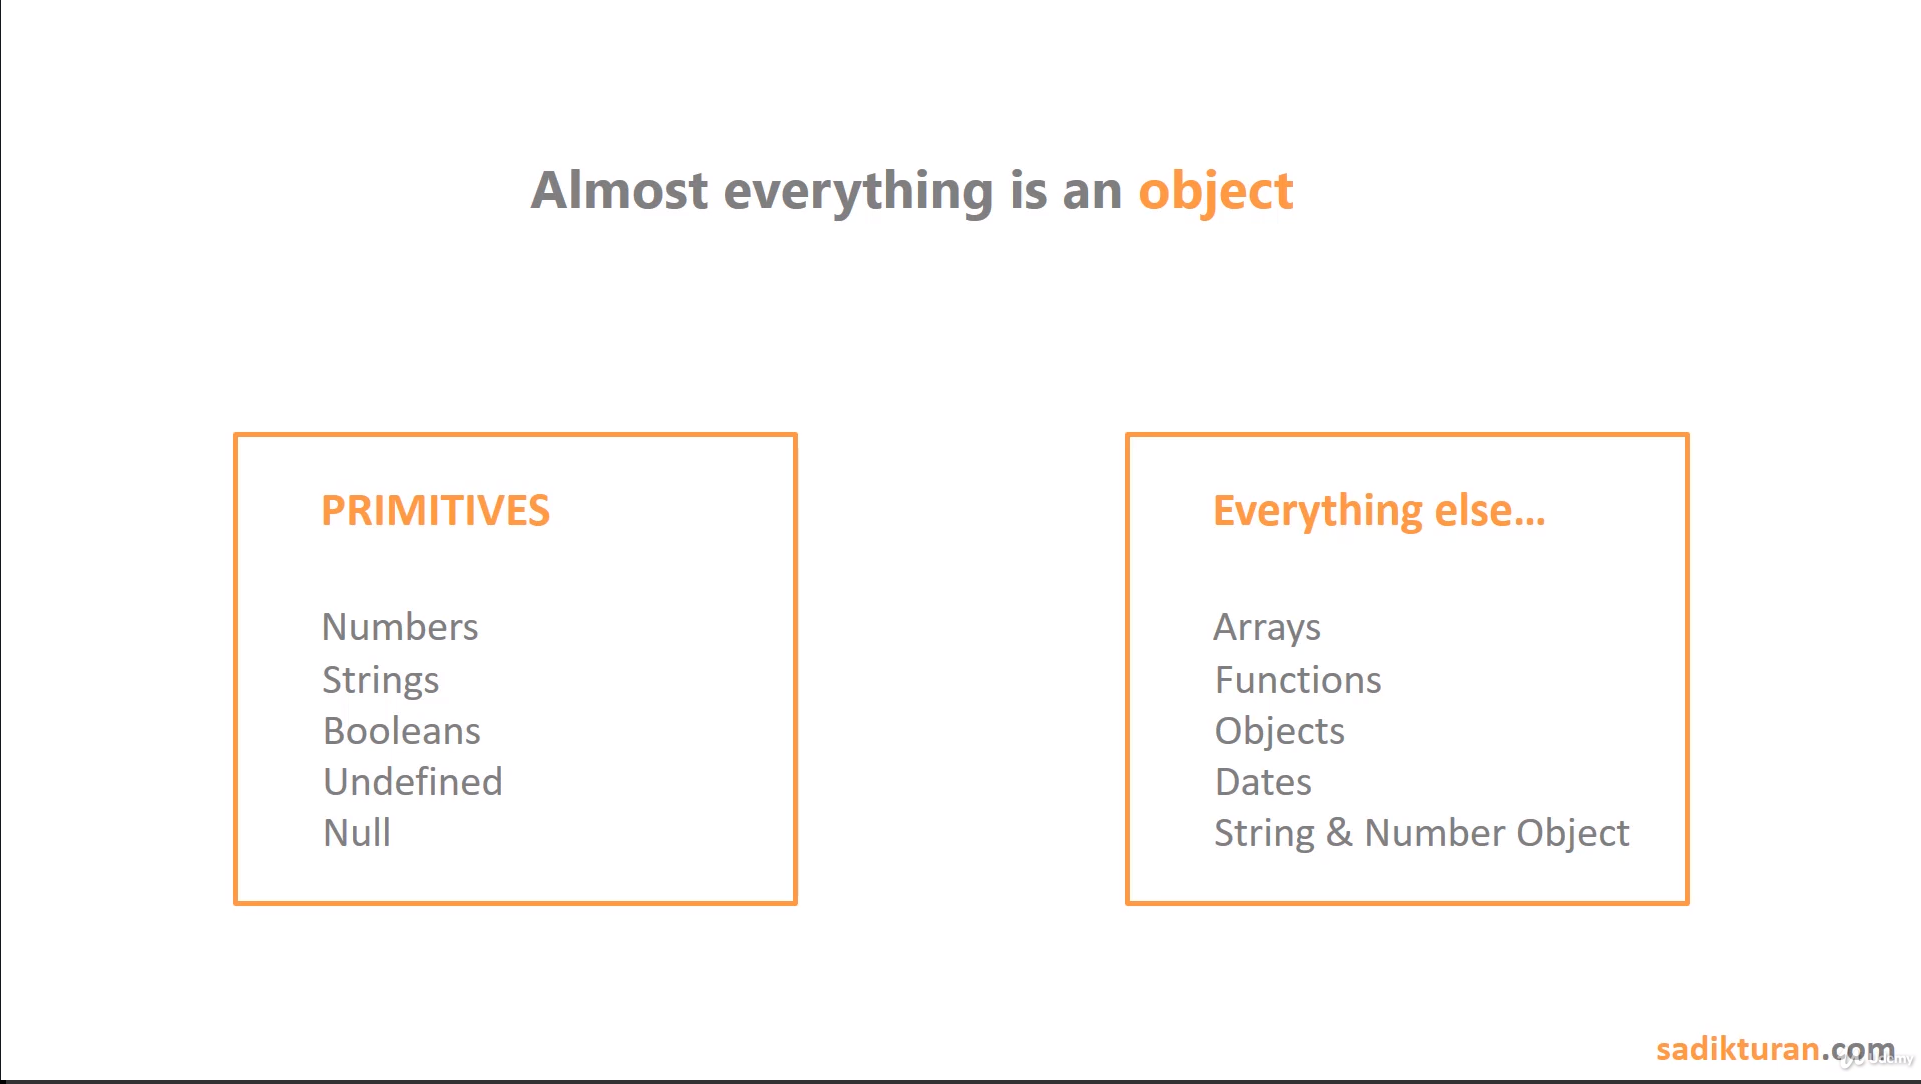 Almost everything is an object
PRIMITIVES
Numbers
Strings
Booleans
Undefined
Null
Everything else...
Arrays
Functions
Objects
Dates
String & Number Object
sadikturan.com
Udemy